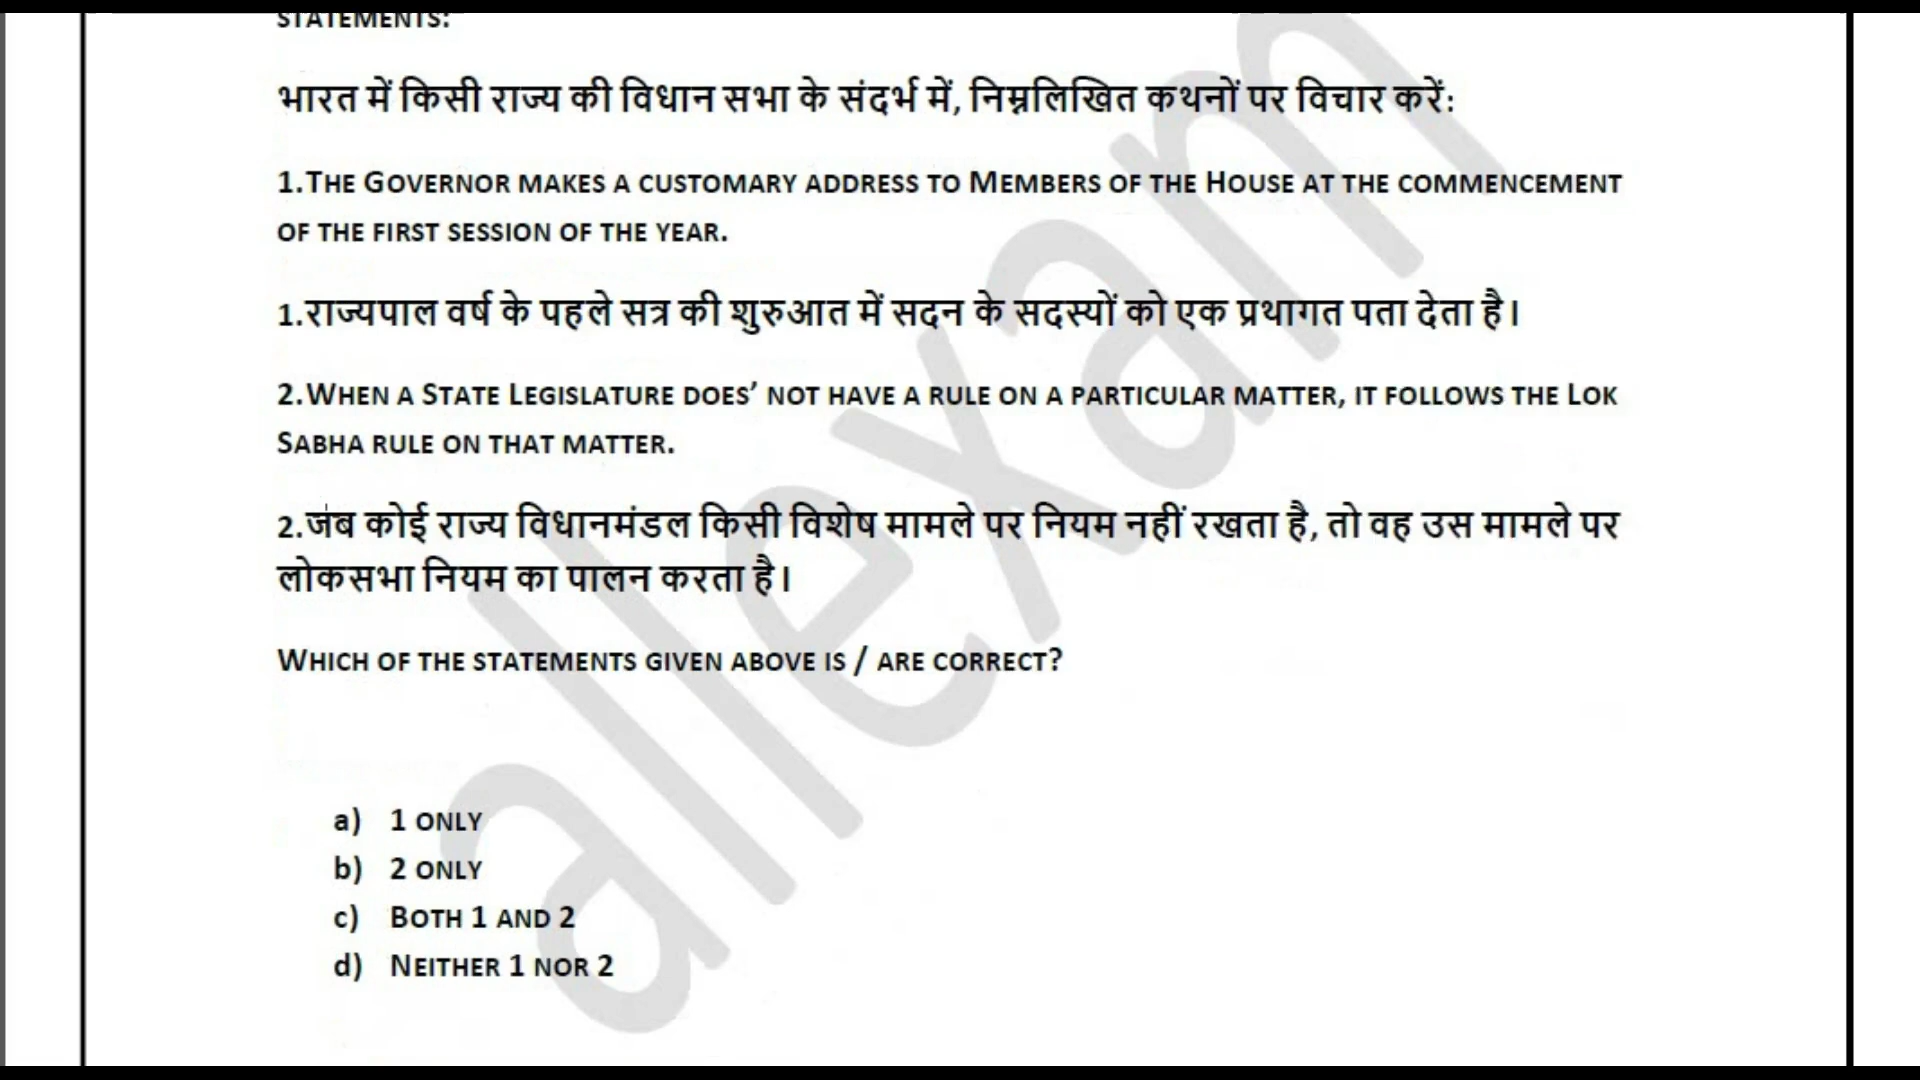 STATEMENTS:
भारत में किसी राज्य की विधान सभा के संदर्भ में, निम्नलिखित कथनों पर विचार करें:
1.THE GOVERNOR MAKES A CUSTOMARY ADDRESS TO MEMBERS OF THE HOUSE AT THE COMMENCEMENT
OF THE FIRST SESSION OF THE YEAR.
1.राज्यपाल वर्ष के पहले सत्र की शुरुआत में सदन के सदस्यों को एक प्रथागत पता देता है।
2.WHEN A STATE LEGISLATURE DOES’ NOT HAVE A RULE ON A PARTICULAR MATTER, IT FOLLOWS THE LOK
SABHA RULE ON THAT MATTER.
2.जब कोई राज्य विधानमंडल किसी विशेष मामले पर नियम नहीं रखता है, तो वह उस मामले पर
लोकसभा नियम का पालन करता है।
WHICH OF THE STATEMENTS GIVEN ABOVE IS / ARE CORRECT?
a) 1 ONLY
b) 2 ONLY
c) BOTH 1 AND 2
d) NEITHER 1 NOR 2
allexam